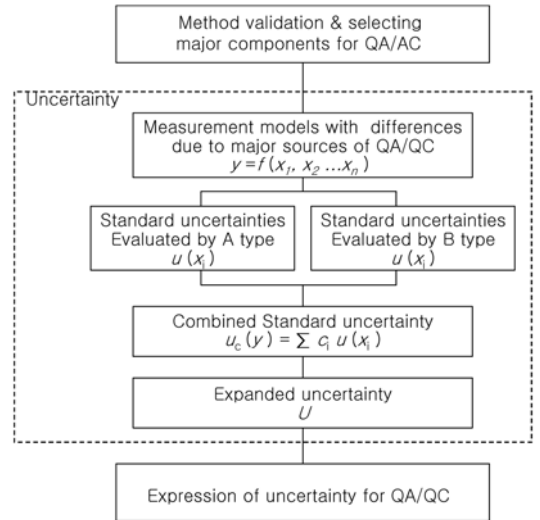 Method validation & selecting
major components for QA/AC
Uncertainty
Measurement models with differences
due to major sources of QA/QC
y = f (x₁, x₂ ...xₙ)
Standard uncertainties
Evaluated by A type
u (xᵢ)
Standard uncertainties
Evaluated by B type
u (xᵢ)
Combined Standard uncertainty
u_c (y) = ∑ cᵢ u (xᵢ)
Expanded uncertainty
U
Expression of uncertainty for QA/QC